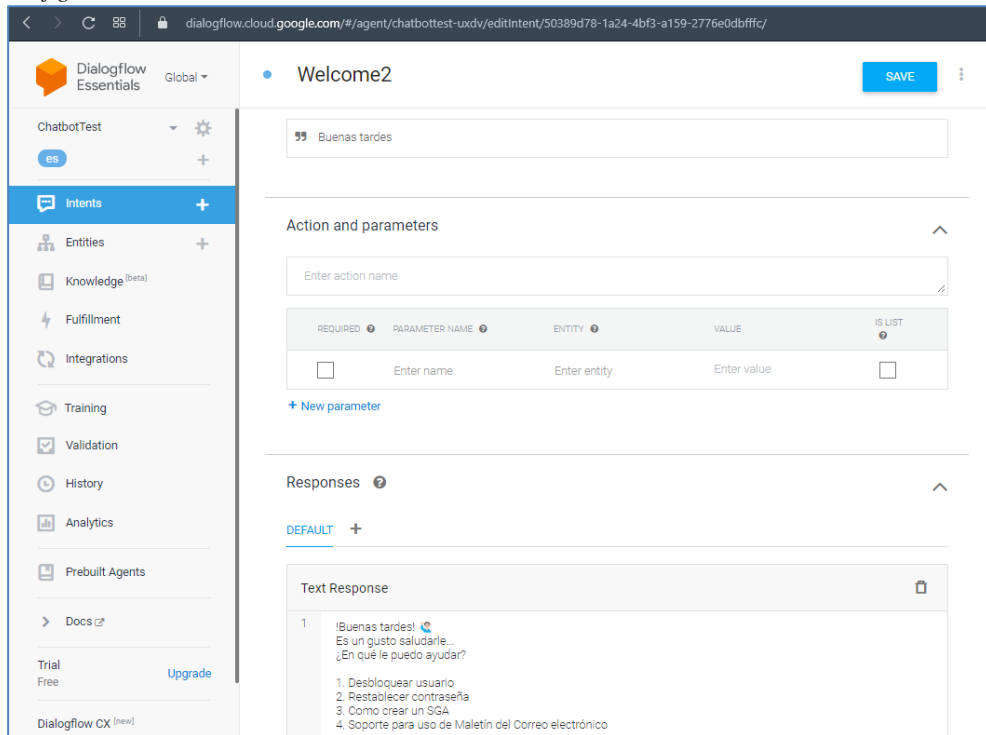 dialogflow.cloud.google.com/#/agent/chatbottest-uxdv/editIntent/50389d78-1a24-4bf3-a159-2776e0dbfffc/
Dialogflow
Essentials
Global
Welcome2
SAVE
ChatbotTest
es
+
Intents +
Entities +
Knowledge [beta]
Fulfillment
Integrations
Training
Validation
History
Analytics
Prebuilt Agents
Docs
Trial
Free
Upgrade
Dialogflow CX [new]
Buenas tardes
Action and parameters
Enter action name
REQUIRED PARAMETER NAME ENTITY VALUE IS LIST
Enter name Enter entity Enter value
+ New parameter
Responses
DEFAULT +
Text Response
1 !Buenas tardes!
Es un gusto saludarle...
¿En qué le puedo ayudar?
1. Desbloquear usuario
2. Restablecer contraseña
3. Como crear un SGA
4. Soporte para uso de Maletín del Correo electrónico